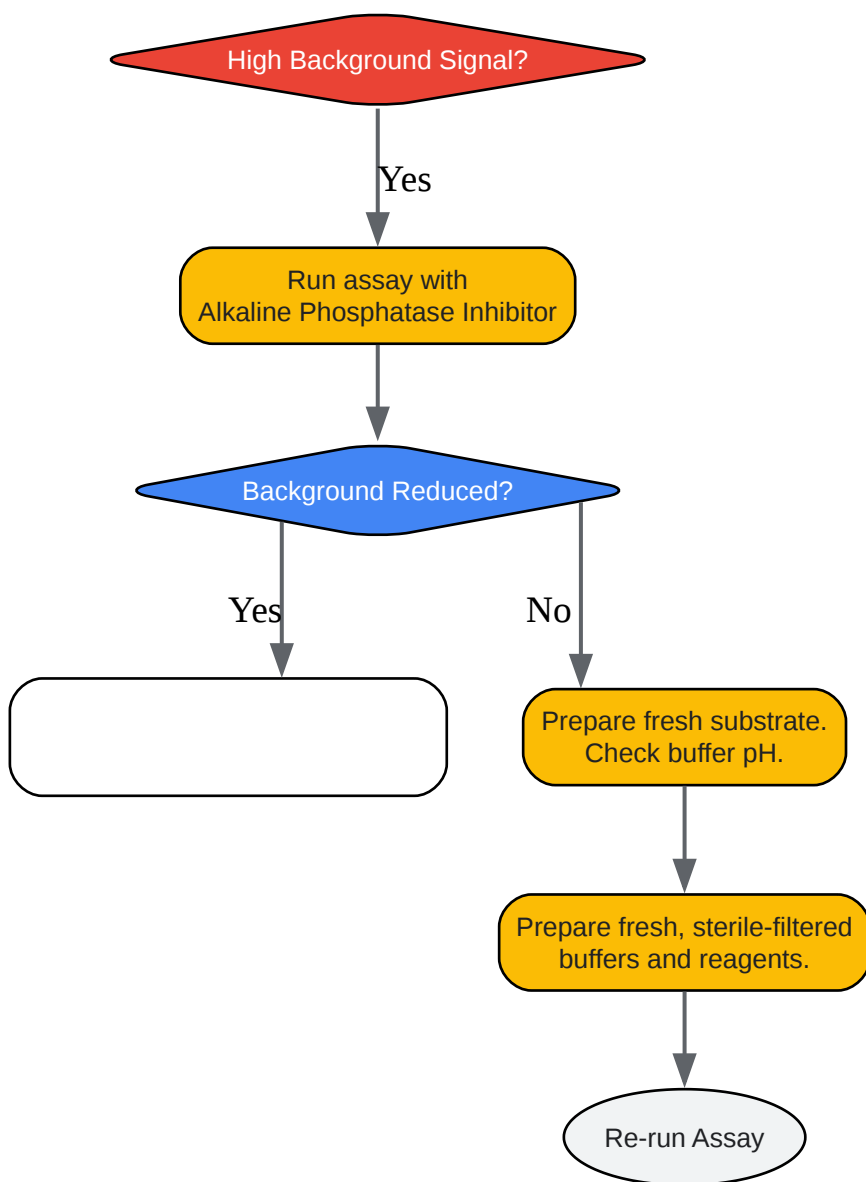 High Background Signal?
Yes
Run assay with
Alkaline Phosphatase Inhibitor
Background Reduced?
Yes
No
Prepare fresh substrate.
Check buffer pH.
Prepare fresh, sterile-filtered
buffers and reagents.
Re-run Assay